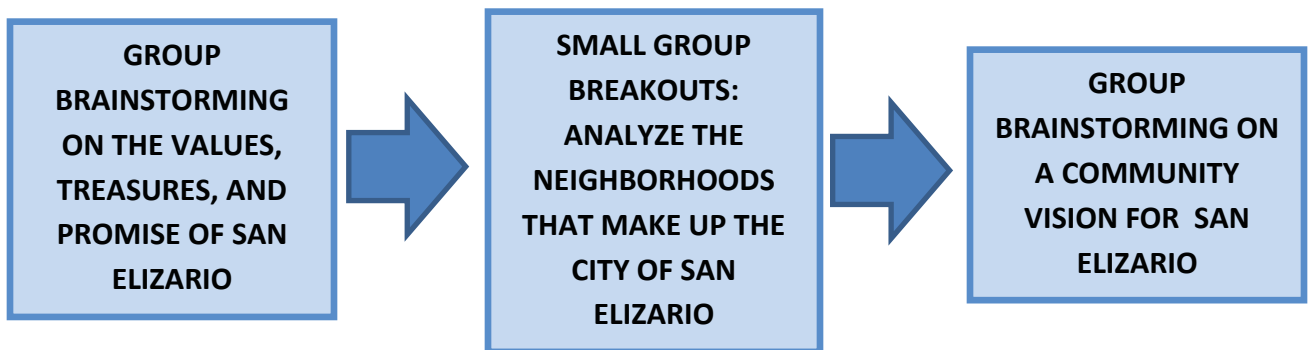 GROUP
BRAINSTORMING
ON THE VALUES,
TREASURES, AND
PROMISE OF SAN
ELIZARIO
SMALL GROUP
BREAKOUTS:
ANALYZE THE
NEIGHBORHOODS
THAT MAKE UP THE
CITY OF SAN
ELIZARIO
GROUP
BRAINSTORMING ON
A COMMUNITY
VISION FOR SAN
ELIZARIO